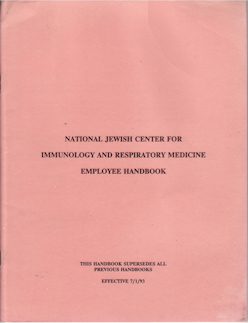 NATIONAL JEWISH CENTER FOR
IMMUNOLOGY AND RESPIRATORY MEDICINE
EMPLOYEE HANDBOOK
THIS HANDBOOK SUPERSEDES ALL
PREVIOUS HANDBOOKS
EFFECTIVE 7/1/93